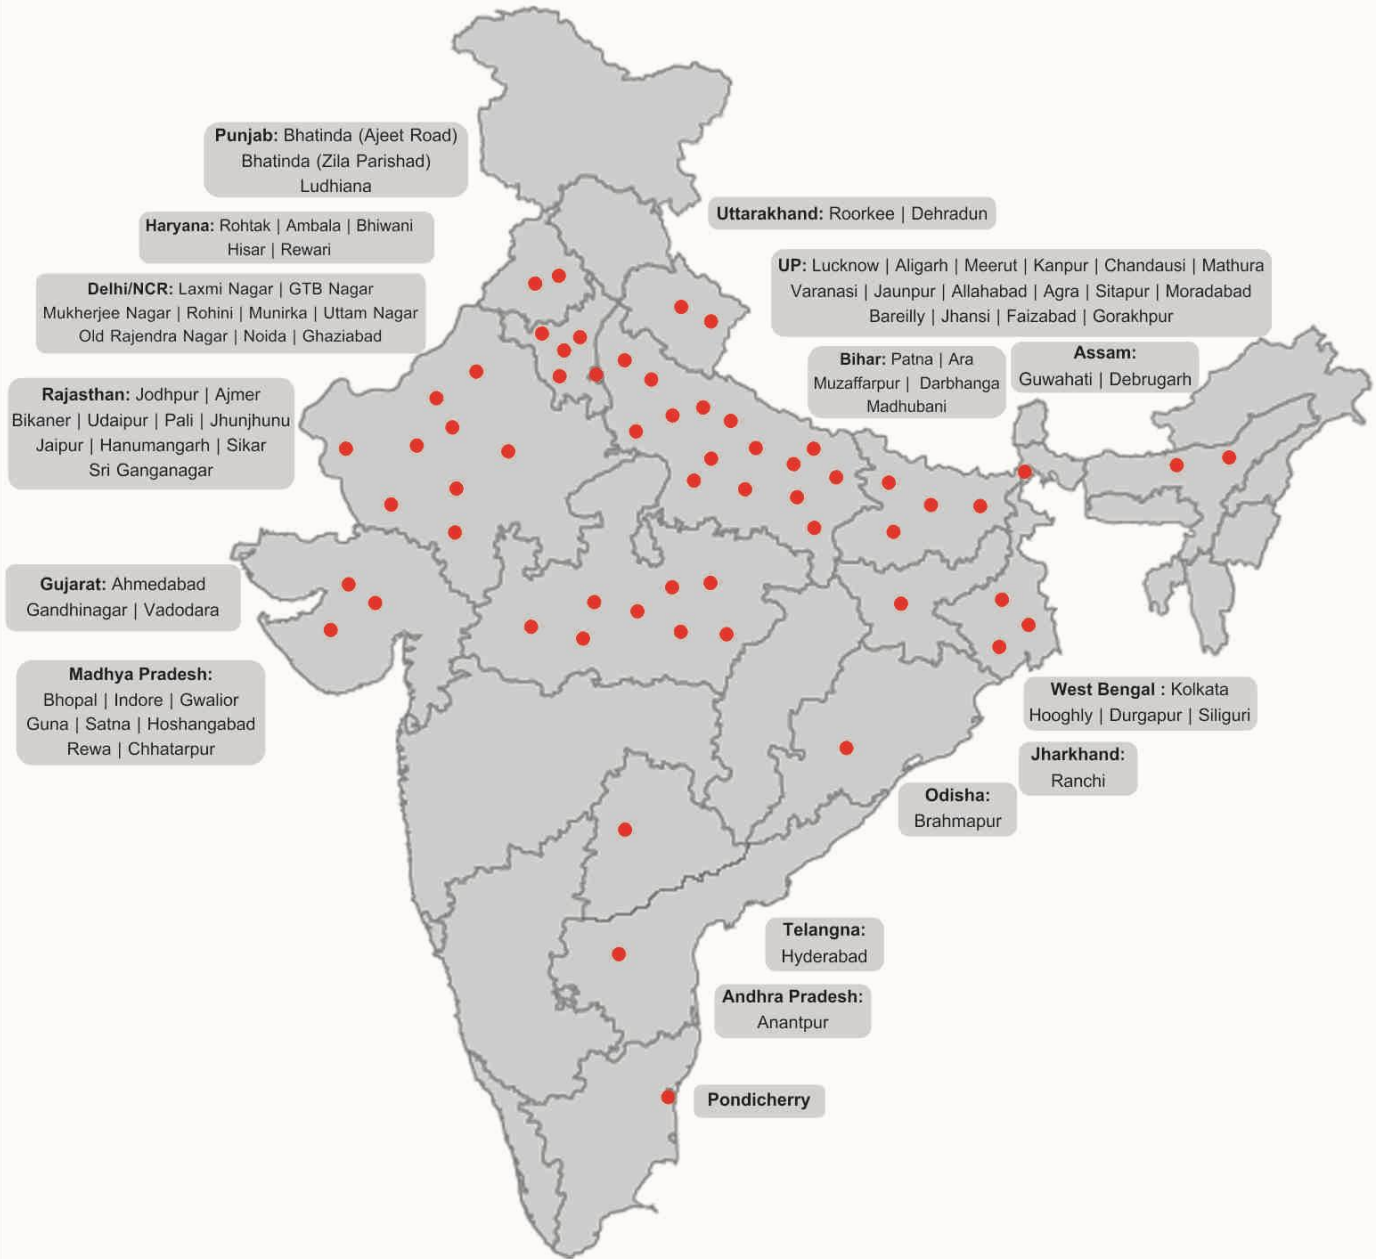 Punjab: Bhatinda (Ajeet Road)
Bhatinda (Zila Parishad)
Ludhiana
Uttarakhand: Roorkee | Dehradun
Haryana: Rohtak | Ambala | Bhiwani
Hisar | Rewari
UP: Lucknow | Aligarh | Meerut | Kanpur | Chandausi | Mathura
Varanasi | Jaunpur | Allahabad | Agra | Sitapur | Moradabad
Bareilly | Jhansi | Faizabad | Gorakhpur
Delhi/NCR: Laxmi Nagar | GTB Nagar
Mukherjee Nagar | Rohini | Munirka | Uttam Nagar
Old Rajendra Nagar | Noida | Ghaziabad
Bihar: Patna | Ara
Muzaffarpur | Darbhanga
Madhubani
Assam:
Guwahati | Debrugarh
Rajasthan: Jodhpur | Ajmer
Bikaner | Udaipur | Pali | Jhunjhunu
Jaipur | Hanumangarh | Sikar
Sri Ganganagar
Gujarat: Ahmedabad
Gandhinagar | Vadodara
Madhya Pradesh:
Bhopal | Indore | Gwalior
Guna | Satna | Hoshangabad
Rewa | Chhatarpur
West Bengal : Kolkata
Hooghly | Durgapur | Siliguri
Jharkhand:
Ranchi
Odisha:
Brahmapur
Telangna:
Hyderabad
Andhra Pradesh:
Anantpur
Pondicherry